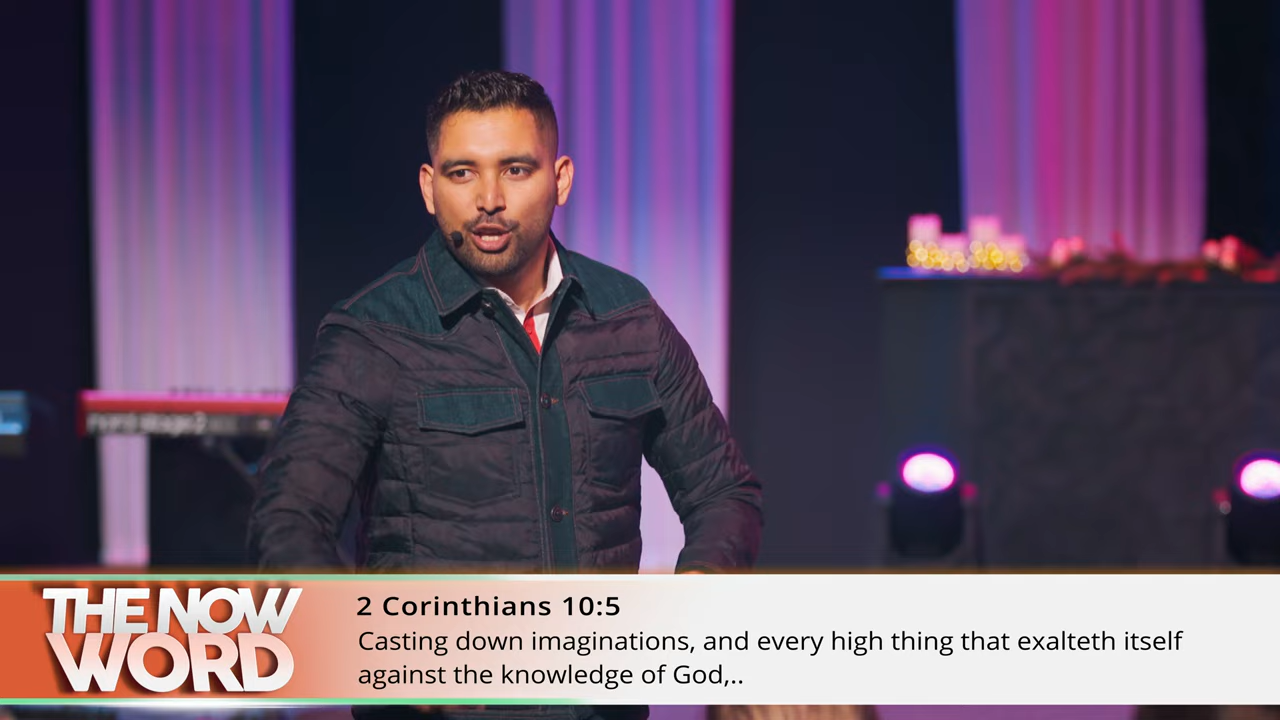 THE NOW
WORD
2 Corinthians 10:5
Casting down imaginations, and every high thing that exalteth itself
against the knowledge of God,..